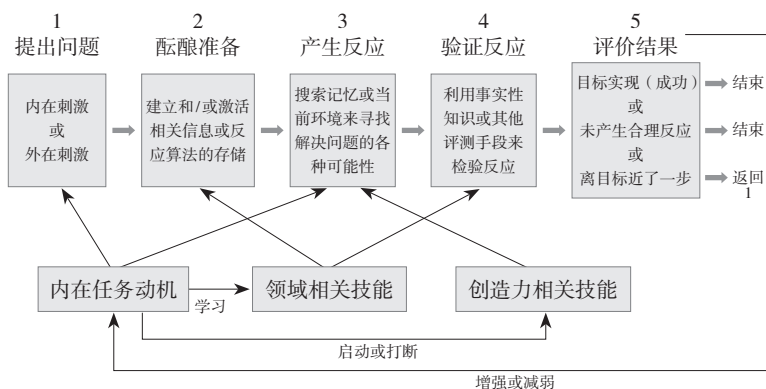 1
提出问题
2
酝酿准备
3
产生反应
4
验证反应
5
评价结果
内在刺激
或
外在刺激
建立和/或激活
相关信息或反
应算法的存储
搜索记忆或当
前环境来寻找
解决问题的各
种可能性
利用事实性
知识或其他
评测手段来
检验反应
目标实现（成功）
或
未产生合理反应
或
离目标近了一步
结束
结束
返回
1
内在任务动机
学习
领域相关技能
创造力相关技能
启动或打断
增强或减弱